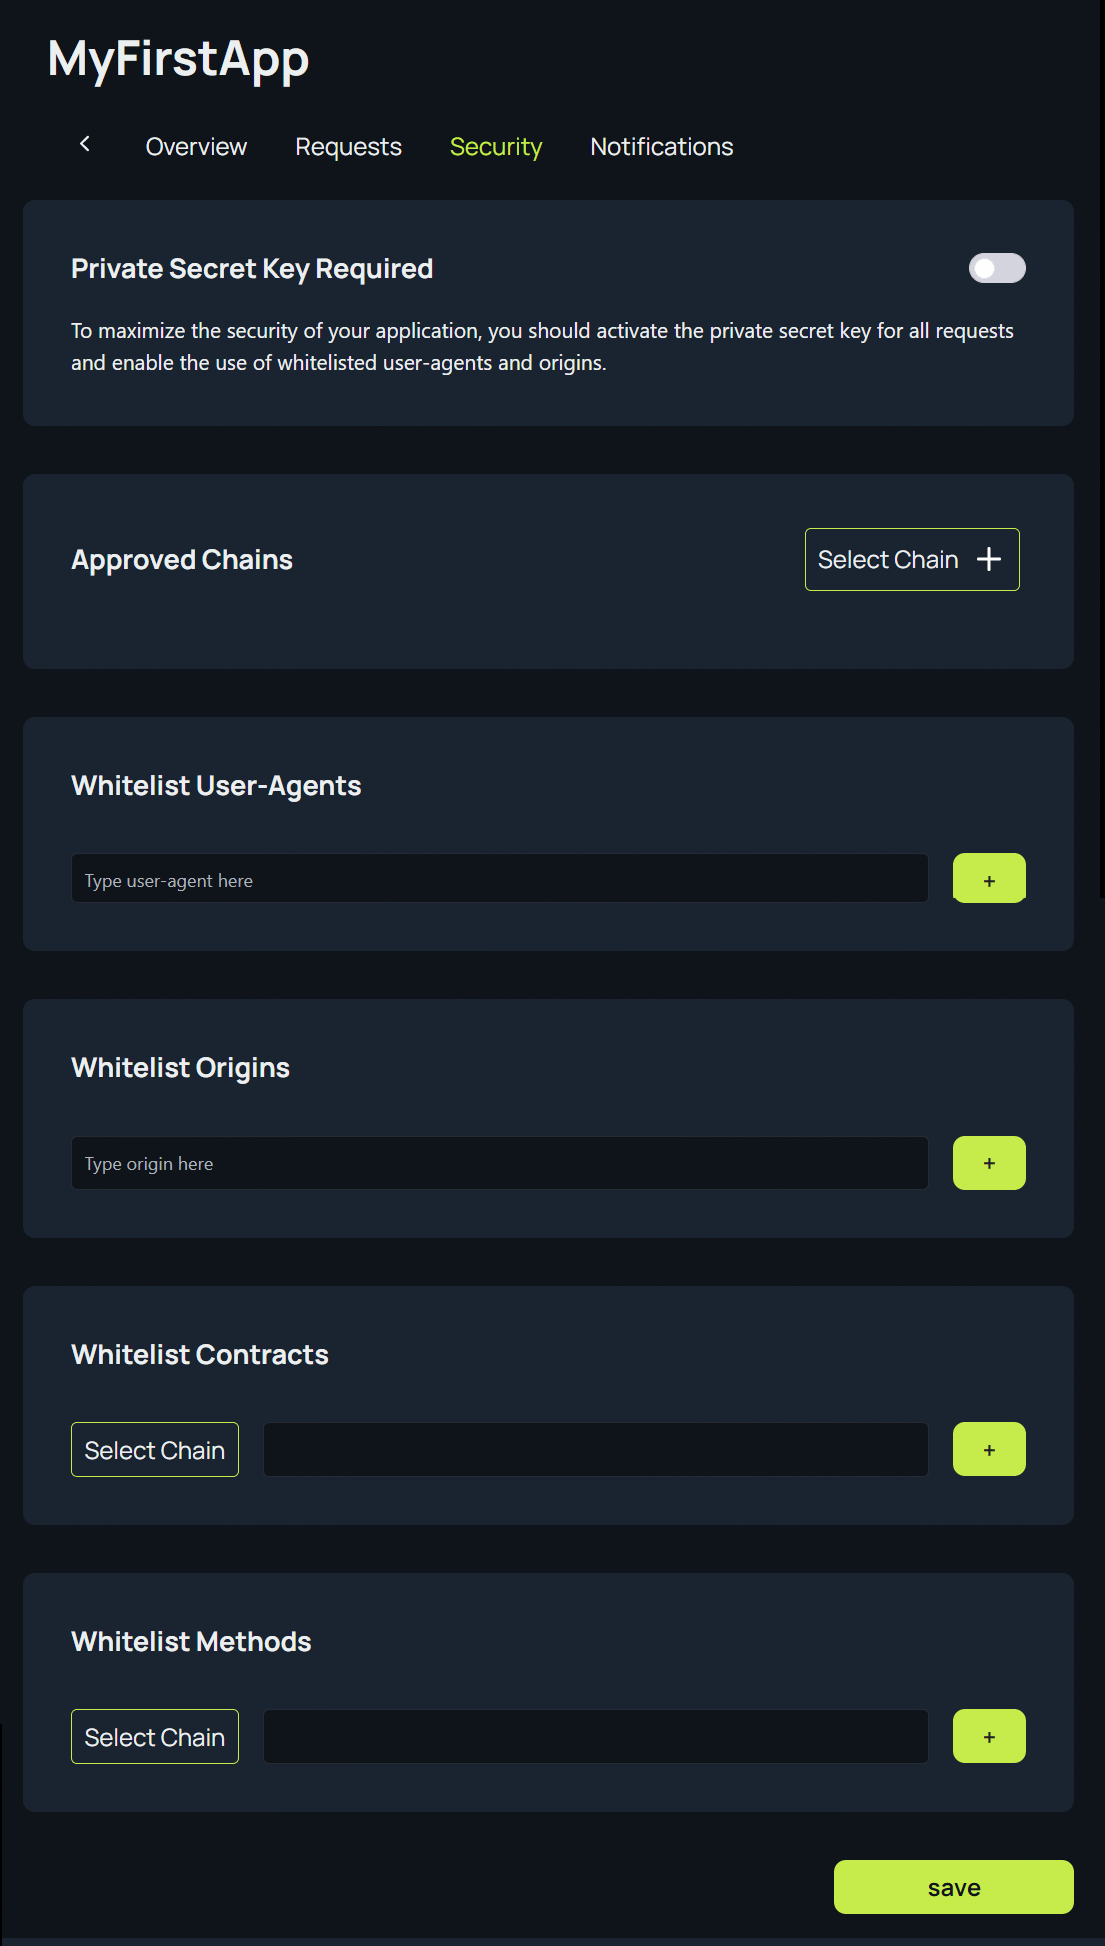 MyFirstApp
Overview Requests Security Notifications
Private Secret Key Required
To maximize the security of your application, you should activate the private secret key for all requests
and enable the use of whitelisted user-agents and origins.
Approved Chains
Select Chain +
Whitelist User-Agents
Type user-agent here
+
Whitelist Origins
Type origin here
+
Whitelist Contracts
Select Chain
+
Whitelist Methods
Select Chain
+
save